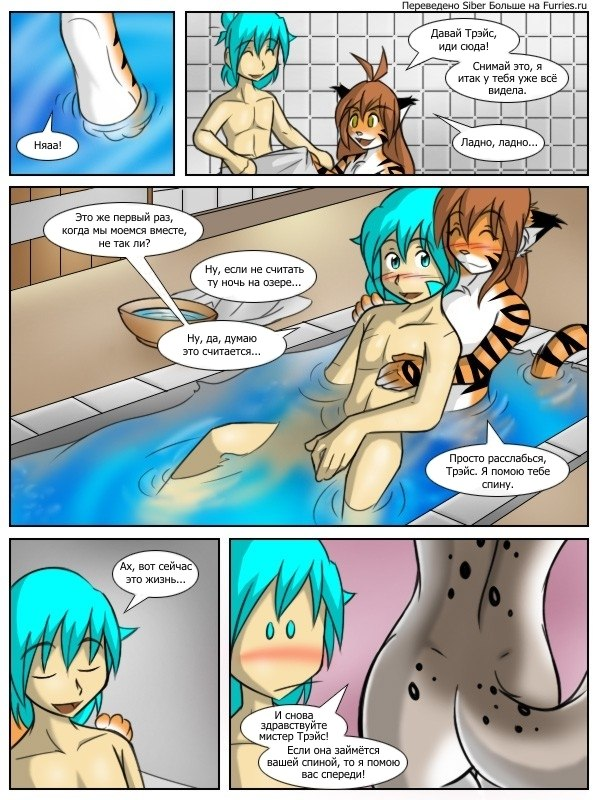 Переведено Siber Больше на Furries.ru
Няаа!
Давай Трэйс,
иди сюда!
Снимай это, я
итак у тебя уже всё
видела.
Ладно, ладно...
Это же первый раз,
когда мы моемся вместе,
не так ли?
Ну, если не считать
ту ночь на озере...
Ну, да, думаю
это считается...
Просто расслабься,
Трэйс. Я помою тебе
спину.
Ах, вот сейчас
это жизнь...
И снова
здравствуйте
мистер Трэйс!
Если она займётся
вашей спиной, то я помою
вас спереди!